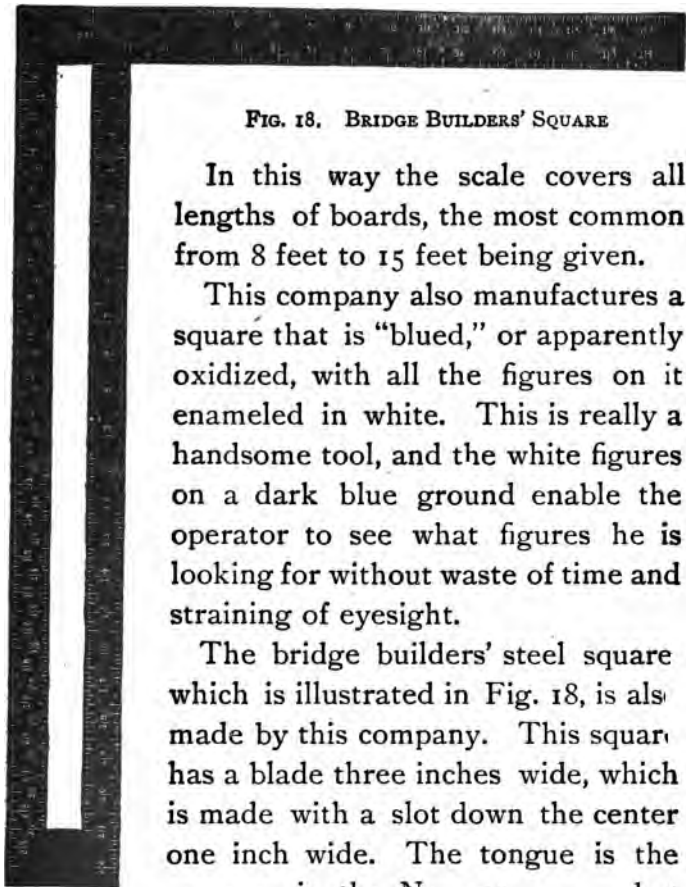 FIG. 18. BRIDGE BUILDERS' SQUARE
In this way the scale covers all
lengths of boards, the most common
from 8 feet to 15 feet being given.
This company also manufactures a
square that is "blued," or apparently
oxidized, with all the figures on it
enameled in white. This is really a
handsome tool, and the white figures
on a dark blue ground enable the
operator to see what figures he is
looking for without waste of time and
straining of eyesight.
The bridge builders' steel square
which is illustrated in Fig. 18, is als
made by this company. This squar
has a blade three inches wide, which
is made with a slot down the center
one inch wide. The tongue is the